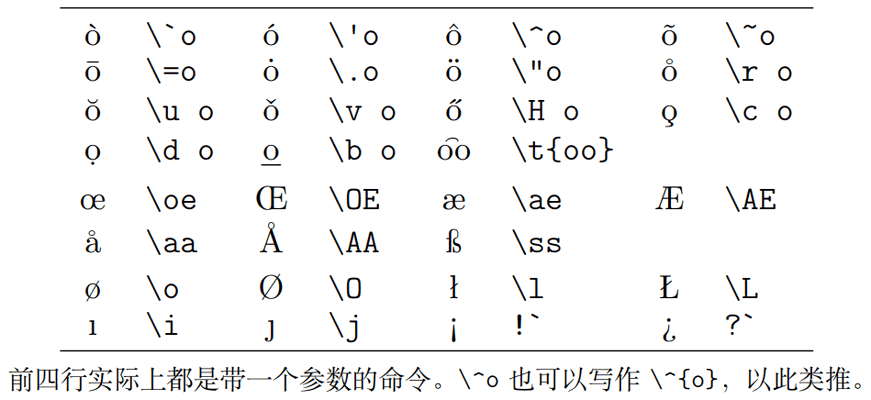 ò \`o ó \'o ô \^o õ \~o
ō \=o ȯ \.o ö \"o o̊ \r o
ŏ \u o ǒ \v o ő \H o o̧ \c o
ọ \d o o̲ \b o o͡o \t{oo}
œ \oe Œ \OE æ \ae Æ \AE
å \aa Å \AA ß \ss
ø \o Ø \O ł \l Ł \L
ı \i ȷ \j ¡ !` ¿ ?`
前四行实际上都是带一个参数的命令。\^o 也可以写作 \^{o}，以此类推。